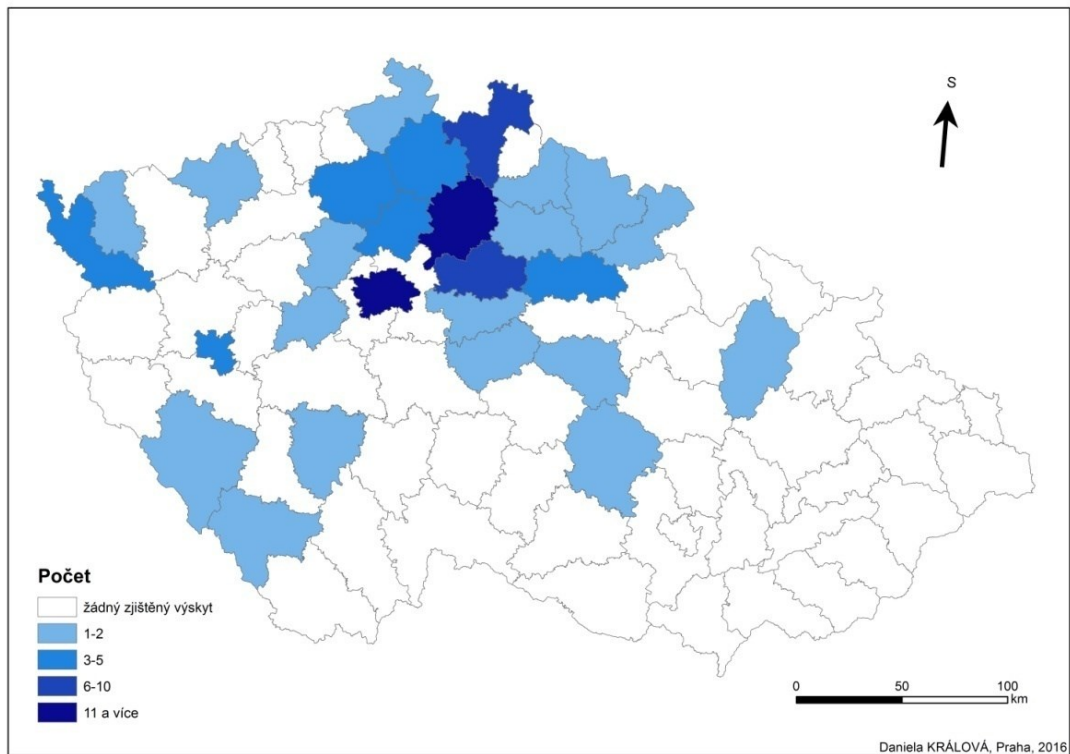 S
Počet
žádný zjištěný výskyt
1-2
3-5
6-10
11 a více
0 50 100
km
Daniela KRÁLOVÁ, Praha, 2016